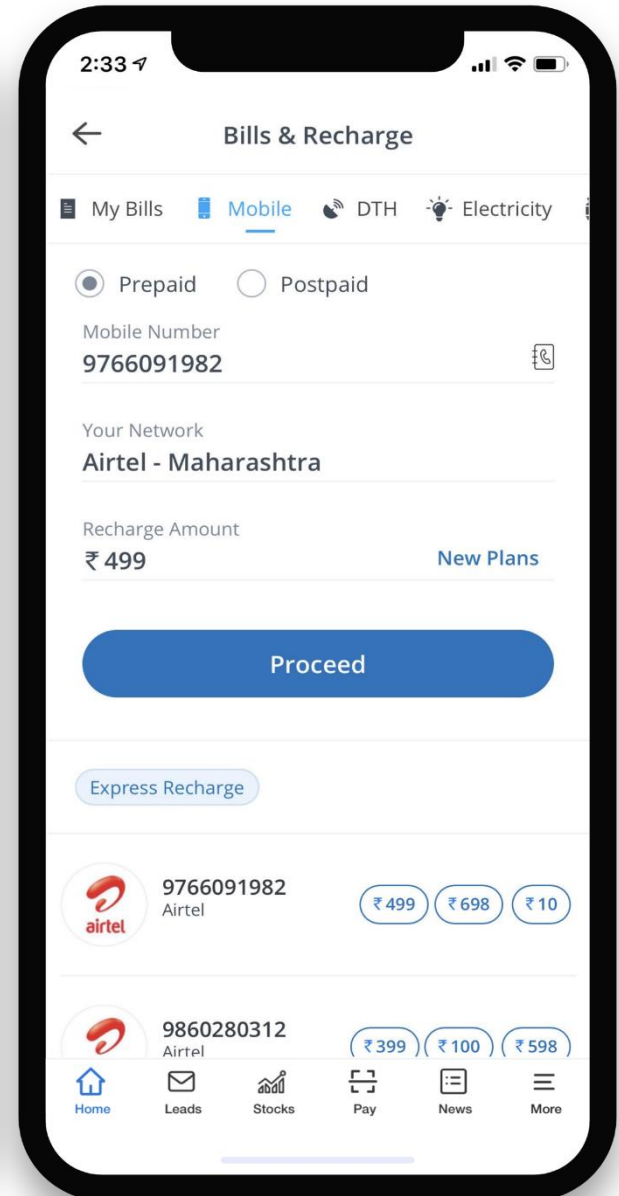 2:33
Bills & Recharge
My Bills Mobile DTH Electricity
Prepaid Postpaid
Mobile Number
9766091982
Your Network
Airtel - Maharashtra
Recharge Amount
₹ 499 New Plans
Proceed
Express Recharge
9766091982
Airtel
airtel
₹ 499 ₹ 698 ₹ 10
9860280312
Airtel
₹ 399 ₹ 100 ₹ 598
Home Leads Stocks Pay News More